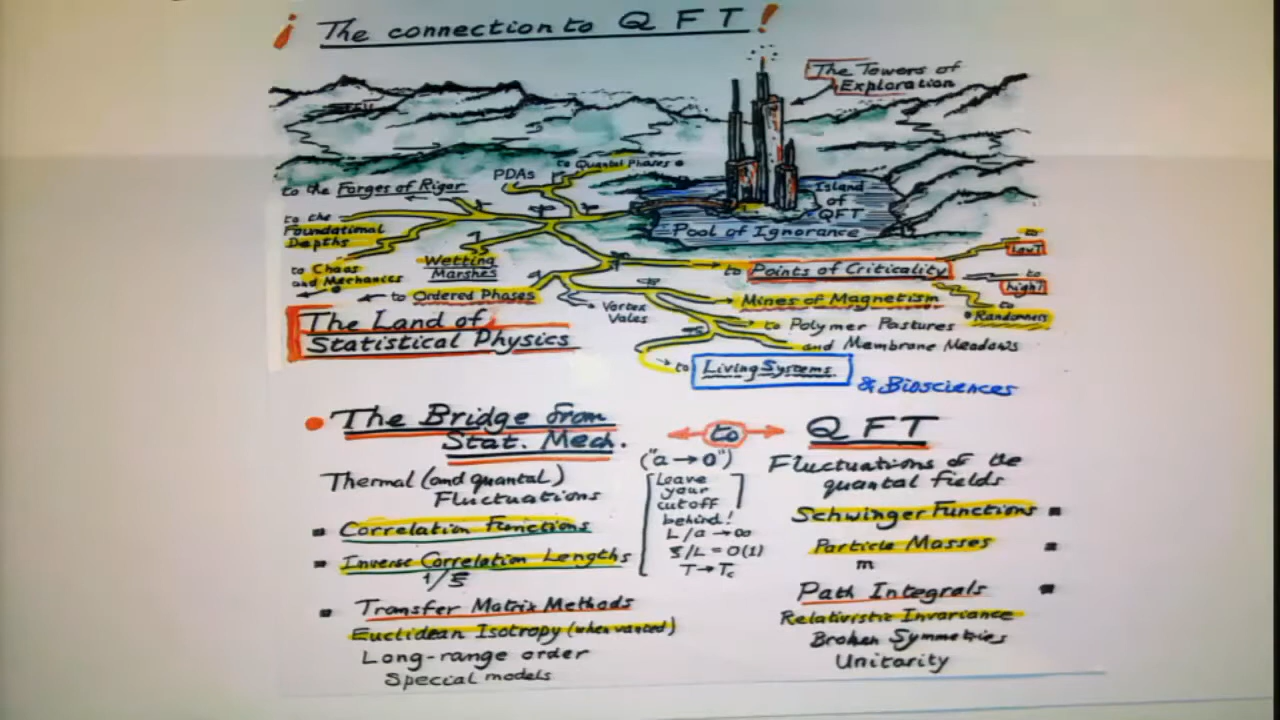 ¡ The connection to QFT!
The Towers of
Exploration
to Quantal Phases
PDAs
to the Forges of Rigor
Island
of
QFT
to the
Foundational
Depths
Pool of Ignorance
to
low T
Wetting
Marshes
to Chaos
and Mechanics
to Points of Criticality
to
high T
to Ordered Phases
Vortex
Vales
Mines of Magnetism
to
Randomness
The Land of
Statistical Physics
to Polymer Pastures
and Membrane Meadows
to Living Systems
& Biosciences
• The Bridge from
Stat. Mech.
to
QFT
("a → 0")
Thermal (and quantal)
Fluctuations
Leave
your
cutoff
behind!
L/a → ∞
ξ/L = O(1)
T → Tc
Fluctuations of the
quantal fields
Correlation Functions
Schwinger Functions
Inverse Correlation Lengths
1/ξ
Particle Masses
m
Transfer Matrix Methods
Path Integrals
Euclidean Isotropy (when wanted)
Relativistic Invariance
Long-range order
Broken Symmetries
Special models
Unitarity